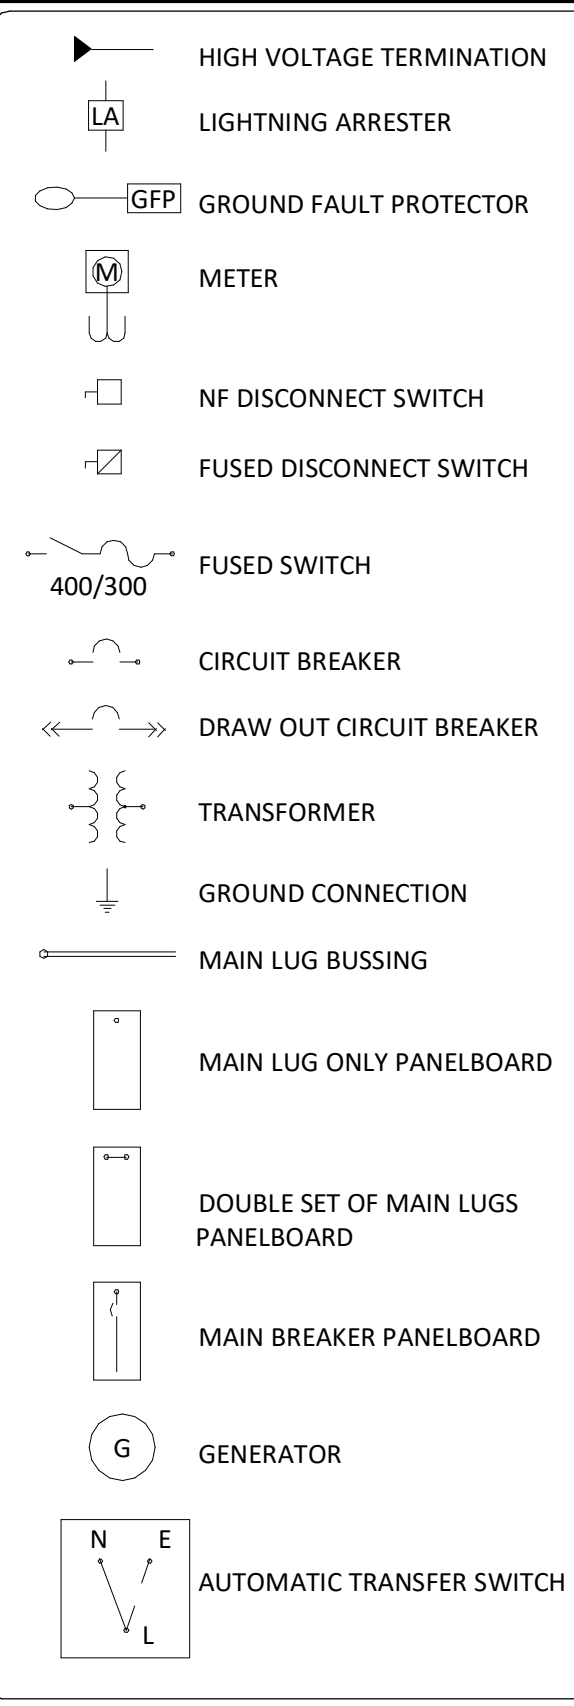 HIGH VOLTAGE TERMINATION
LA LIGHTNING ARRESTER
GFP GROUND FAULT PROTECTOR
M METER
NF DISCONNECT SWITCH
FUSED DISCONNECT SWITCH
FUSED SWITCH
400/300
CIRCUIT BREAKER
DRAW OUT CIRCUIT BREAKER
TRANSFORMER
GROUND CONNECTION
MAIN LUG BUSSING
MAIN LUG ONLY PANELBOARD
DOUBLE SET OF MAIN LUGS
PANELBOARD
MAIN BREAKER PANELBOARD
G GENERATOR
N E
AUTOMATIC TRANSFER SWITCH
L